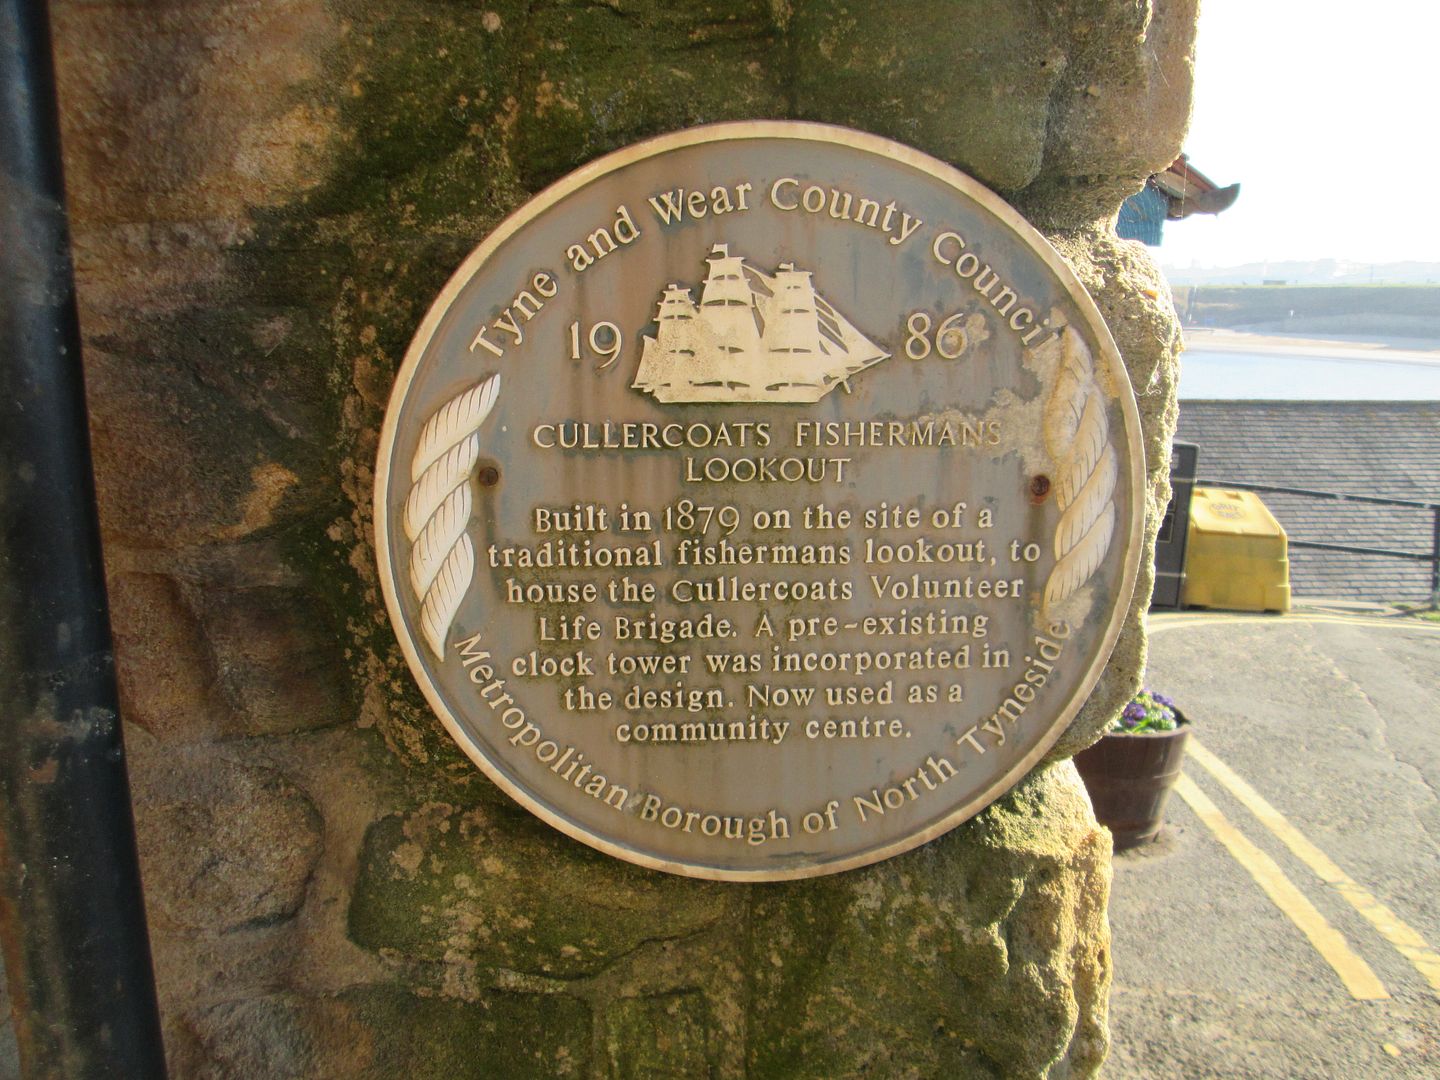 Tyne and Wear County Council
1986
CULLERCOATS FISHERMANS
LOOKOUT
Built in 1879 on the site of a
traditional fishermans lookout, to
house the Cullercoats Volunteer
Life Brigade. A pre-existing
clock tower was incorporated in
the design. Now used as a
community centre.
Metropolitan Borough of North Tyneside
GRIT